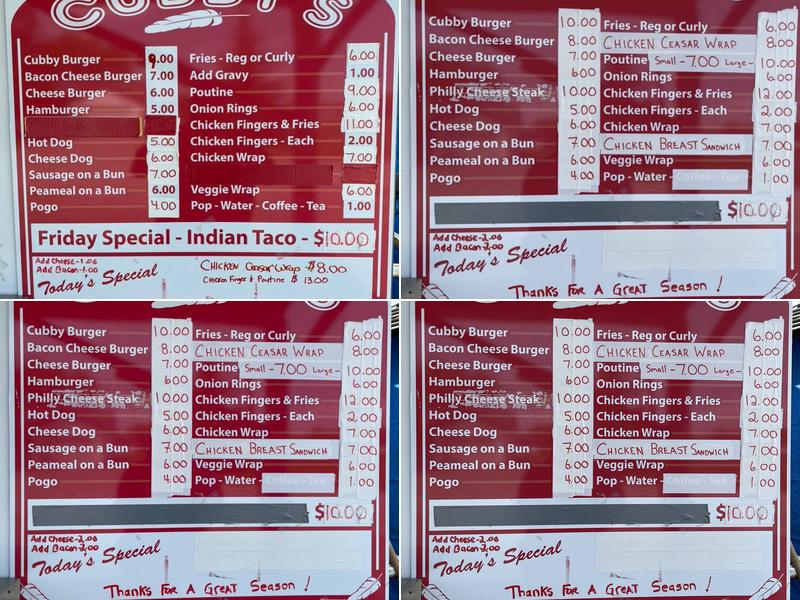 CUBBY'S
Cubby Burger 9.00
Bacon Cheese Burger 7.00
Cheese Burger 6.00
Hamburger 5.00
Hot Dog 5.00
Cheese Dog 6.00
Sausage on a Bun 7.00
Peameal on a Bun 6.00
Pogo 4.00
Fries - Reg or Curly 6.00
Add Gravy 1.00
Poutine 9.00
Onion Rings 6.00
Chicken Fingers & Fries 11.00
Chicken Fingers - Each 2.00
Chicken Wrap 7.00
Veggie Wrap 6.00
Pop - Water - Coffee - Tea 1.00
Friday Special - Indian Taco - $10.00
Add Cheese-1.00
Add Bacon-1.00
Today's Special
Chicken Ceasar Wrap $8.00
Chicken Finger & Poutine $ 13.00
Cubby Burger 10.00
Bacon Cheese Burger 8.00
Cheese Burger 7.00
Hamburger 6.00
Philly Cheese Steak 10.00
Hot Dog 5.00
Cheese Dog 6.00
Sausage on a Bun 7.00
Peameal on a Bun 6.00
Pogo 4.00
Fries - Reg or Curly 6.00
Chicken Ceasar Wrap 8.00
Poutine Small - 7.00 Large - 10.00
Onion Rings 6.00
Chicken Fingers & Fries 12.00
Chicken Fingers - Each 2.00
Chicken Wrap 7.00
Chicken Breast Sandwich 7.00
Veggie Wrap 6.00
Pop - Water - Coffee - Tea 1.00
$10.00
Add Cheese-2.00
Add Bacon-2.00
Today's Special
Thanks For A Great Season !
Cubby Burger 10.00
Bacon Cheese Burger 8.00
Cheese Burger 7.00
Hamburger 6.00
Philly Cheese Steak 10.00
Hot Dog 5.00
Cheese Dog 6.00
Sausage on a Bun 7.00
Peameal on a Bun 6.00
Pogo 4.00
Fries - Reg or Curly 6.00
Chicken Ceasar Wrap 8.00
Poutine Small - 7.00 Large - 10.00
Onion Rings 6.00
Chicken Fingers & Fries 12.00
Chicken Fingers - Each 2.00
Chicken Wrap 7.00
Chicken Breast Sandwich 7.00
Veggie Wrap 6.00
Pop - Water - Coffee - Tea 1.00
$10.00
Add Cheese-2.00
Add Bacon-2.00
Today's Special
Thanks For A Great Season !
Cubby Burger 10.00
Bacon Cheese Burger 8.00
Cheese Burger 7.00
Hamburger 6.00
Philly Cheese Steak 10.00
Hot Dog 5.00
Cheese Dog 6.00
Sausage on a Bun 7.00
Peameal on a Bun 6.00
Pogo 4.00
Fries - Reg or Curly 6.00
Chicken Ceasar Wrap 8.00
Poutine Small - 7.00 Large - 10.00
Onion Rings 6.00
Chicken Fingers & Fries 12.00
Chicken Fingers - Each 2.00
Chicken Wrap 7.00
Chicken Breast Sandwich 7.00
Veggie Wrap 6.00
Pop - Water - Coffee - Tea 1.00
$10.00
Add Cheese-2.00
Add Bacon-2.00
Today's Special
Thanks For A Great Season !